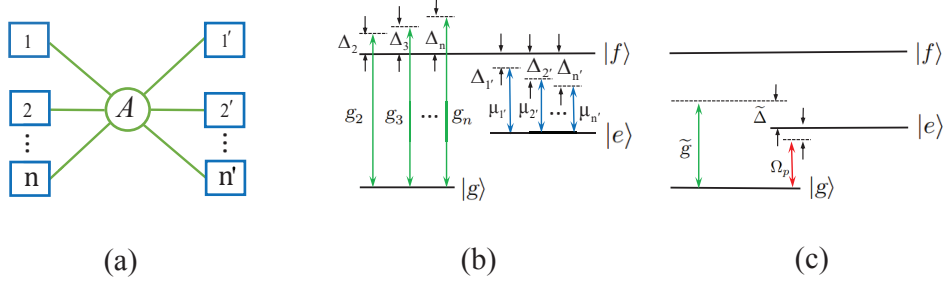 1
2
⋮
n
A
1′
2′
⋮
n′
(a)
Δ₂
Δ₃
Δₙ
|f⟩
Δ₁′
Δ₂′
Δₙ′
g₂
g₃
...
gₙ
μ₁′
μ₂′
...
μₙ′
|e⟩
|g⟩
(b)
|f⟩
Δ̃
g̃
|e⟩
Ωₚ
|g⟩
(c)